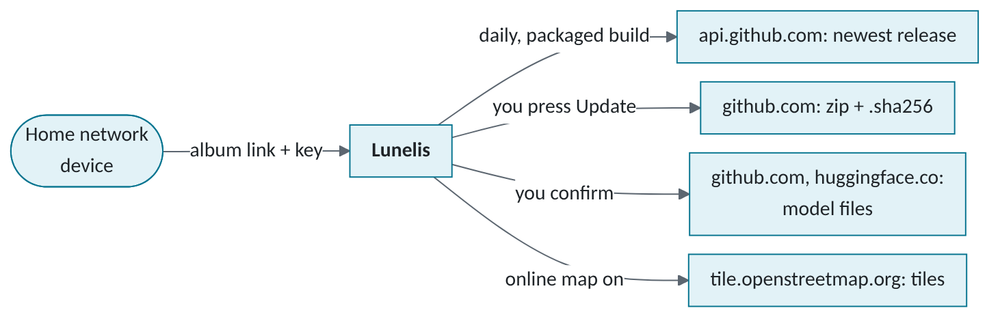 Home network
device
album link + key
Lunelis
daily, packaged build
api.github.com: newest release
you press Update
github.com: zip + .sha256
you confirm
github.com, huggingface.co:
model files
online map on
tile.openstreetmap.org: tiles